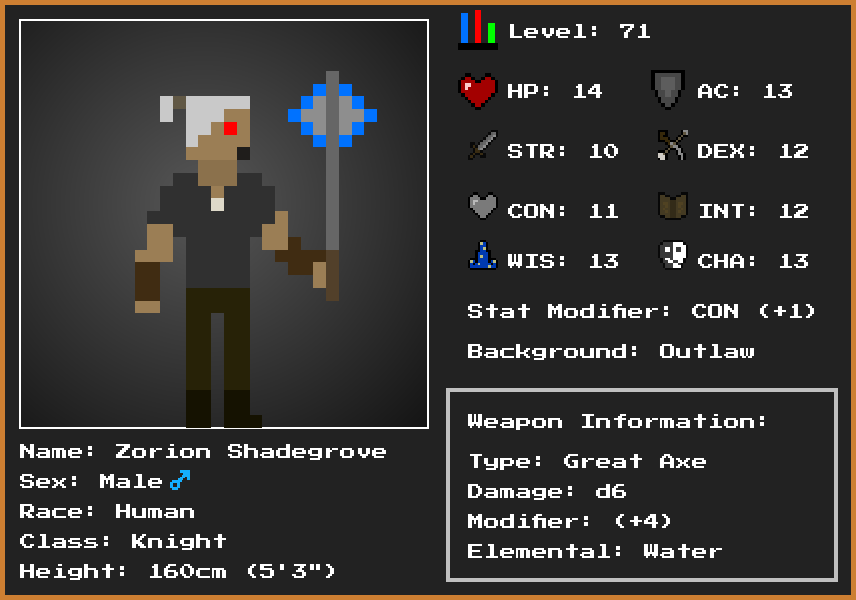 Level: 71
HP: 14
AC: 13
STR: 10
DEX: 12
CON: 11
INT: 12
WIS: 13
CHA: 13
Stat Modifier: CON (+1)
Background: Outlaw
Name: Zorion Shadegrove
Sex: Male♂
Race: Human
Class: Knight
Height: 160cm (5'3")
Weapon Information:
Type: Great Axe
Damage: d6
Modifier: (+4)
Elemental: Water